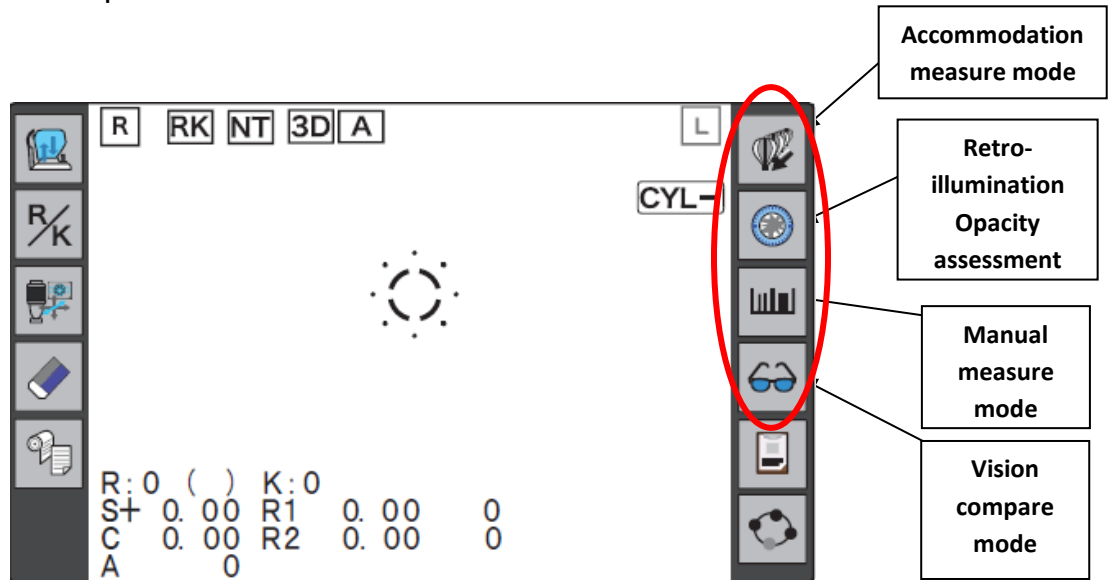 Accommodation
measure mode
R RK NT 3D A L
Retro-
illumination
Opacity
assessment
R/K
CYL-
Manual
measure
mode
Vision
compare
mode
R:0 ( ) K:0
S+ 0.00 R1 0.00 0
C 0.00 R2 0.00 0
A 0